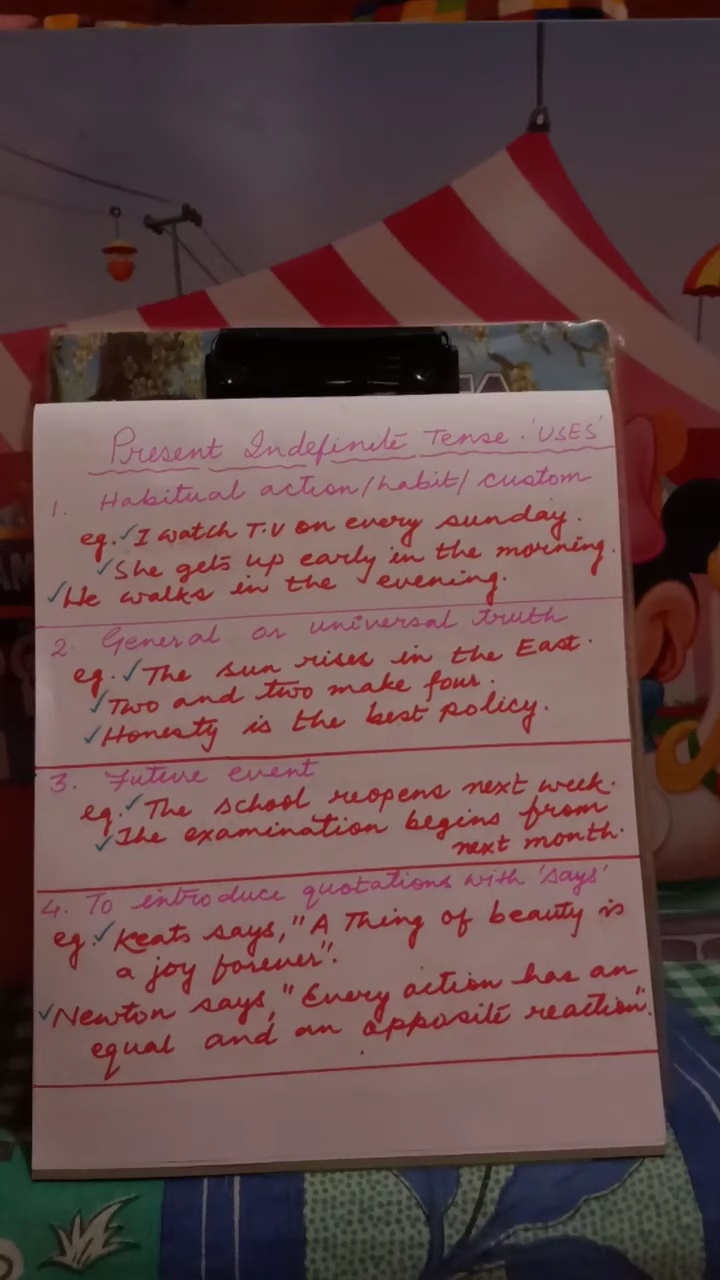 Present Indefinite Tense. 'USES'
1. Habitual action/habit/custom
eg. ✓I watch T.V on every sunday.
✓She gets up early in the morning.
✓He walks in the evening.
2. General or universal truth
eg. ✓The sun rises in the East.
✓Two and two make four.
✓Honesty is the best policy.
3. Future event
eg. ✓The school reopens next week.
✓The examination begins from
next month.
4. To introduce quotations with 'says'
eg. ✓Keats says, "A Thing of beauty is
a joy forever".
✓Newton says, "Every action has an
equal and an opposite reaction".